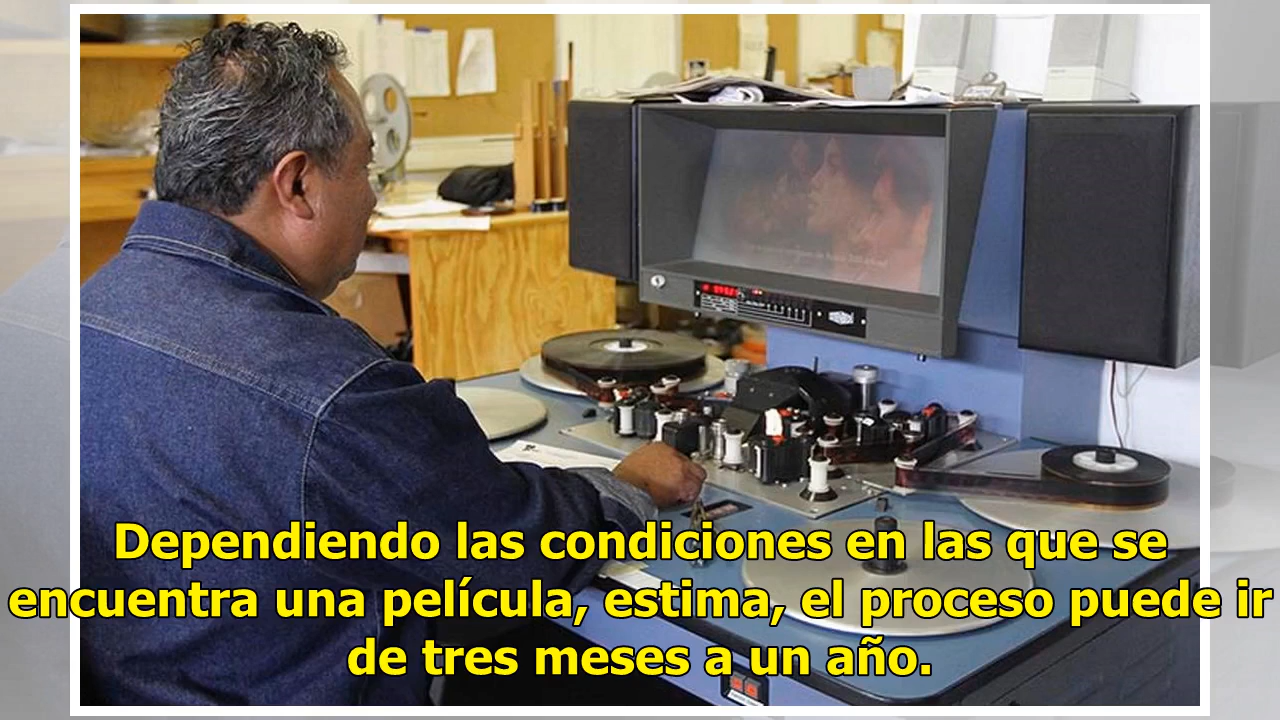 Dependiendo las condiciones en las que se
encuentra una película, estima, el proceso puede ir
de tres meses a un año.